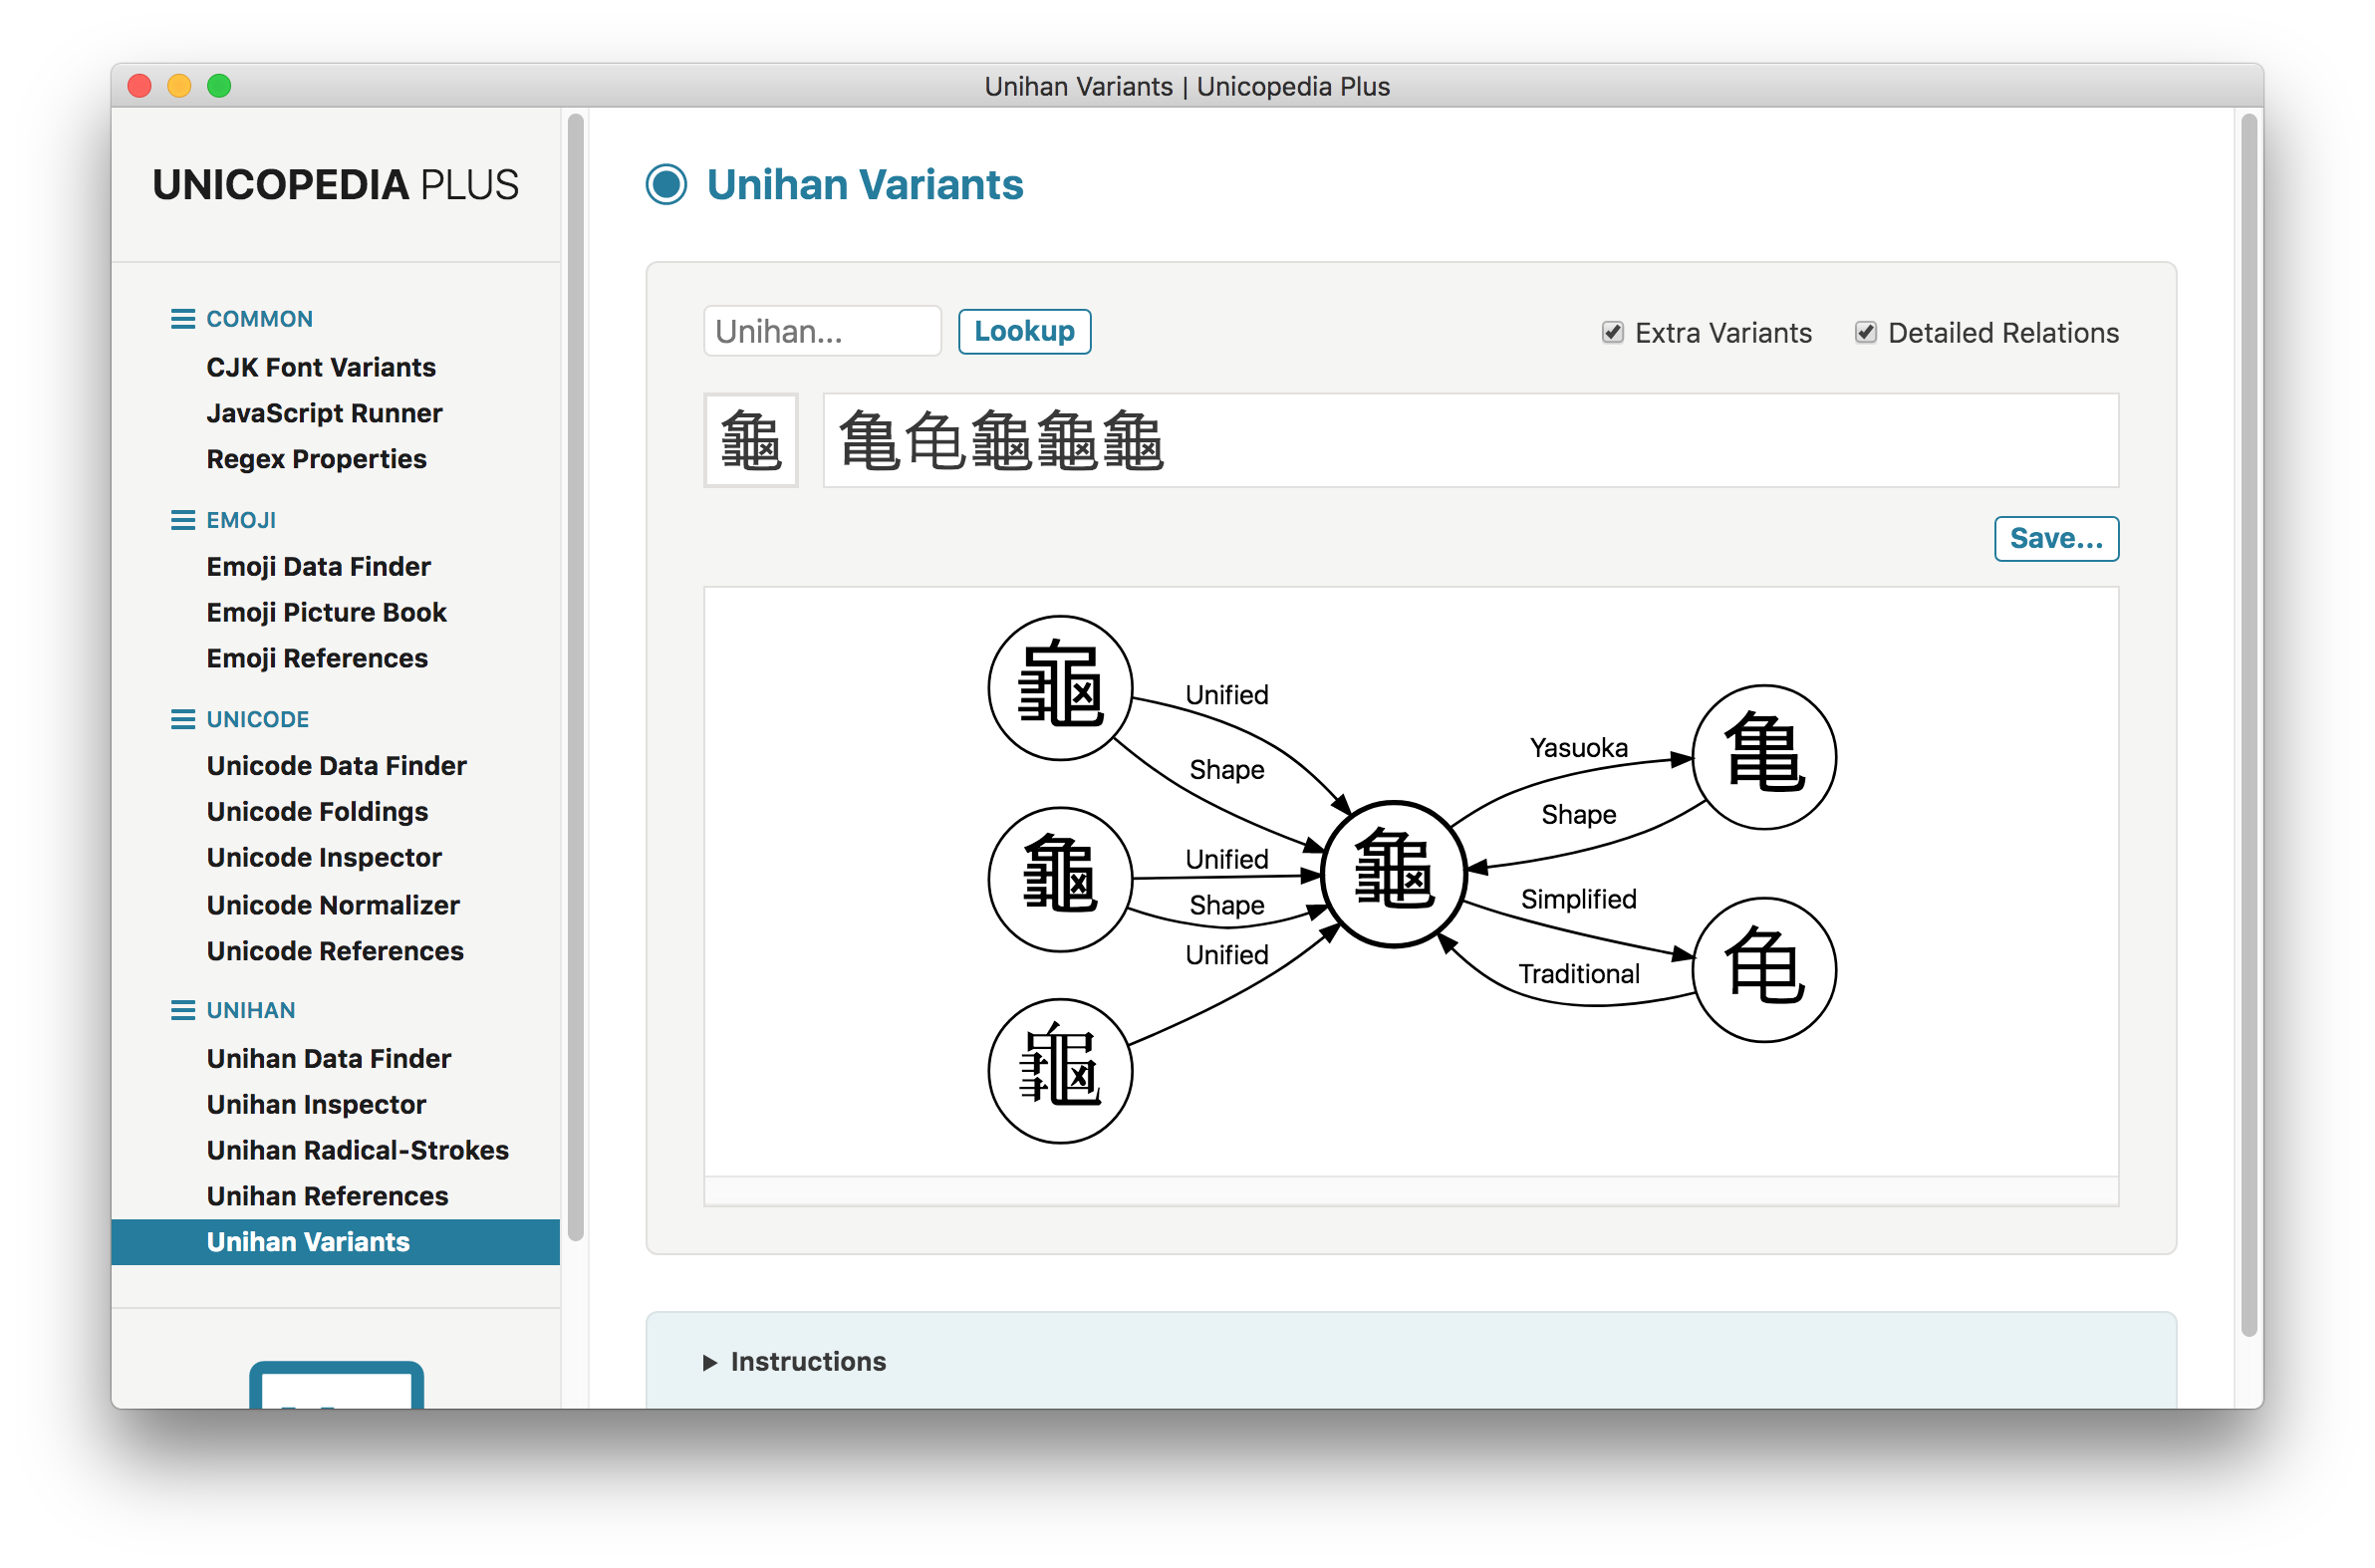 Unihan Variants | Unicopedia Plus
UNICOPEDIA PLUS
COMMON
CJK Font Variants
JavaScript Runner
Regex Properties
EMOJI
Emoji Data Finder
Emoji Picture Book
Emoji References
UNICODE
Unicode Data Finder
Unicode Foldings
Unicode Inspector
Unicode Normalizer
Unicode References
UNIHAN
Unihan Data Finder
Unihan Inspector
Unihan Radical-Strokes
Unihan References
Unihan Variants
Unihan Variants
Unihan... Lookup Extra Variants Detailed Relations
龜 亀龟龜龜龜
Save...
龜
Unified
Shape
龜
Unified
Shape
龜
Unified
龜
Yasuoka
Shape
亀
Simplified
Traditional
龟
Instructions